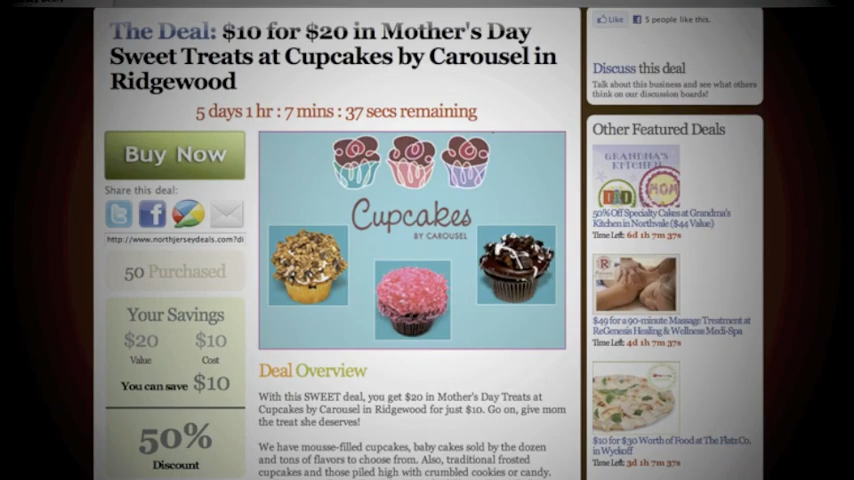 The Deal: $10 for $20 in Mother's Day
Sweet Treats at Cupcakes by Carousel in
Ridgewood
5 days 1 hr : 7 mins : 37 secs remaining
Buy Now
Share this deal:
http://www.northjerseydeals.com?di
50 Purchased
Your Savings
$20 $10
Value Cost
You can save $10
50%
Discount
Cupcakes
BY CAROUSEL
Deal Overview
With this SWEET deal, you get $20 in Mother's Day Treats at
Cupcakes by Carousel in Ridgewood for just $10. Go on, give mom
the treat she deserves!
We have mousse-filled cupcakes, baby cakes sold by the dozen
and tons of flavors to choose from. Also, traditional frosted
cupcakes and those piled high with crumbled cookies or candy.
Like 5 people like this.
Discuss this deal
Talk about this business and see what others
think on our discussion boards!
Other Featured Deals
GRANDMA'S
KITCHEN
MOM
50% Off Specialty Cakes at Grandma's
Kitchen in Northvale ($44 Value)
Time Left: 6d 1h 7m 37s
R
$49 for a 90-minute Massage Treatment at
ReGenesis Healing & Wellness Medi-Spa
Time Left: 4d 1h 7m 37s
$10 for $30 Worth of Food at The Flatz Co.
in Wyckoff
Time Left: 3d 1h 7m 37s